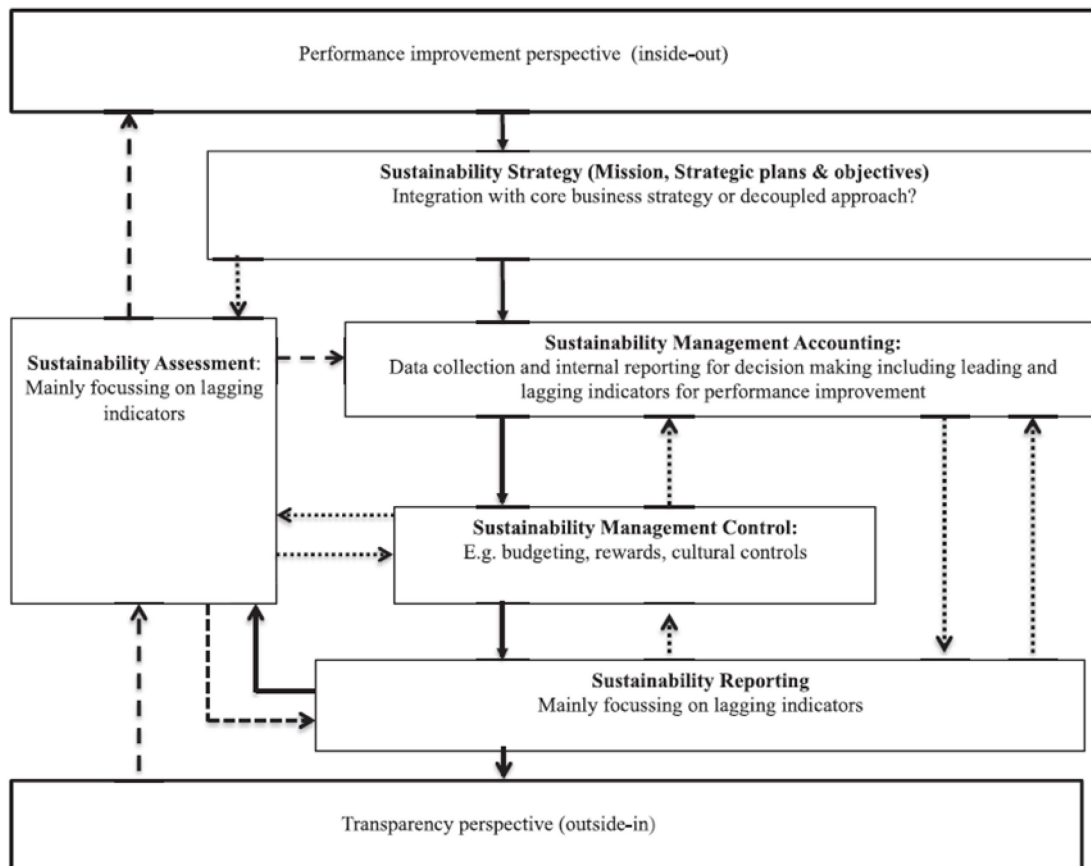 Performance improvement perspective (inside-out)
Sustainability Strategy (Mission, Strategic plans & objectives)
Integration with core business strategy or decoupled approach?
Sustainability Assessment:
Mainly focussing on lagging
indicators
Sustainability Management Accounting:
Data collection and internal reporting for decision making including leading and
lagging indicators for performance improvement
Sustainability Management Control:
E.g. budgeting, rewards, cultural controls
Sustainability Reporting
Mainly focussing on lagging indicators
Transparency perspective (outside-in)